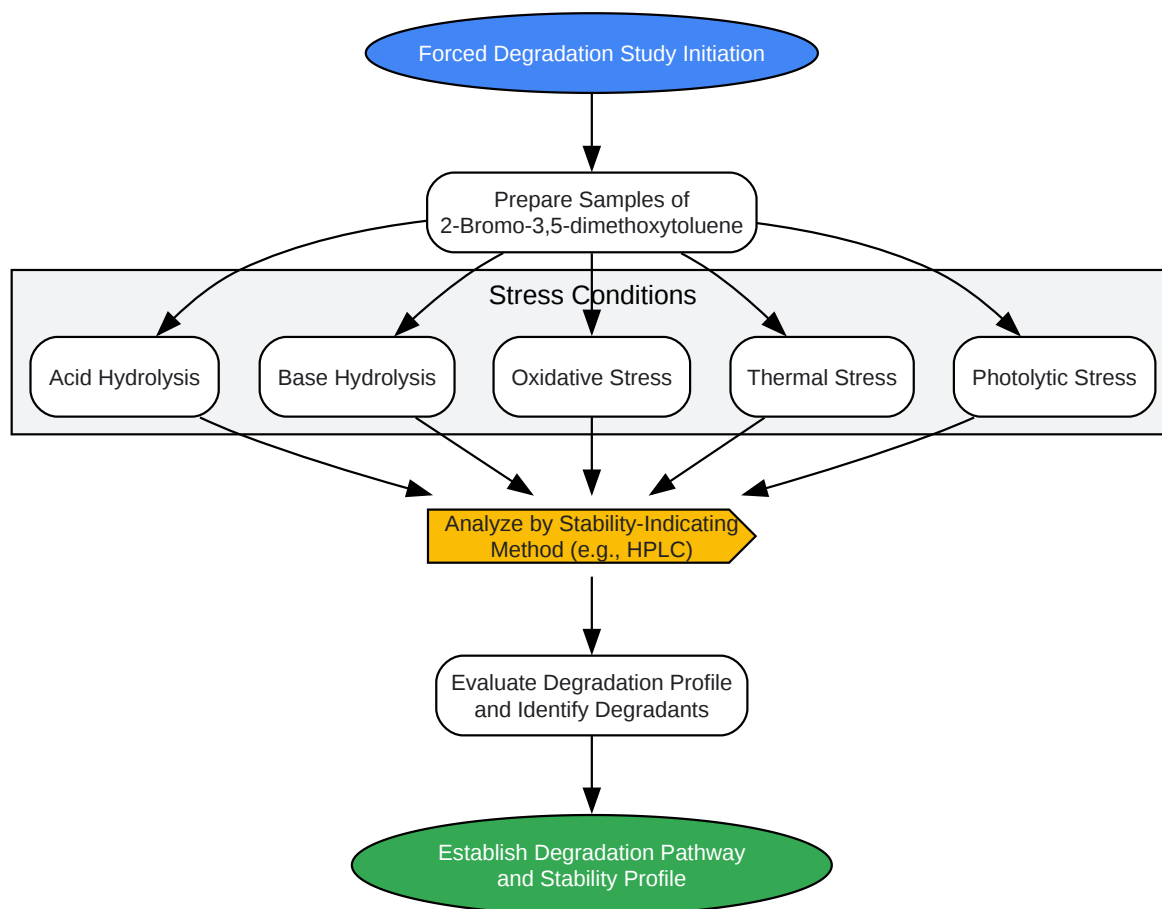 Forced Degradation Study Initiation
Prepare Samples of
2-Bromo-3,5-dimethoxytoluene
Stress Conditions
Acid Hydrolysis
Base Hydrolysis
Oxidative Stress
Thermal Stress
Photolytic Stress
Analyze by Stability-Indicating
Method (e.g., HPLC)
Evaluate Degradation Profile
and Identify Degradants
Establish Degradation Pathway
and Stability Profile